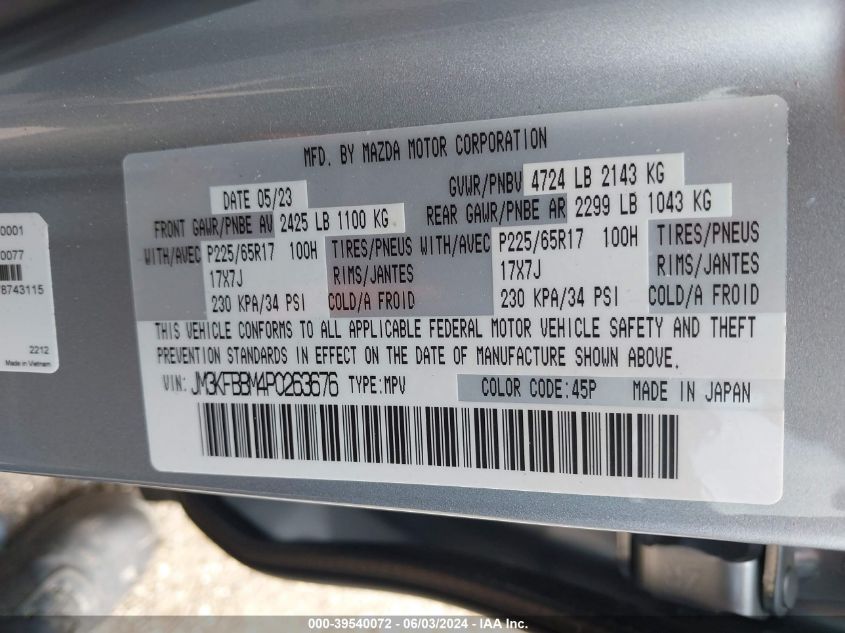 MFD. BY MAZDA MOTOR CORPORATION
DATE 05/23
GVWR/PNBV 4724 LB 2143 KG
FRONT GAWR/PNBE AV 2425 LB 1100 KG
REAR GAWR/PNBE AR 2299 LB 1043 KG
WITH/AVEC P225/65R17 100H TIRES/PNEUS WITH/AVEC P225/65R17 100H TIRES/PNEUS
17X7J RIMS/JANTES 17X7J RIMS/JANTES
230 KPA/34 PSI COLD/A FROID 230 KPA/34 PSI COLD/A FROID
THIS VEHICLE CONFORMS TO ALL APPLICABLE FEDERAL MOTOR VEHICLE SAFETY AND THEFT
PREVENTION STANDARDS IN EFFECT ON THE DATE OF MANUFACTURE SHOWN ABOVE.
VIN: JM3KFBBM4P0263676 TYPE:MPV COLOR CODE:45P MADE IN JAPAN
0001
0077
8743115
2212
Made in Vietnam
000-39540072 - 06/03/2024 - IAA Inc.